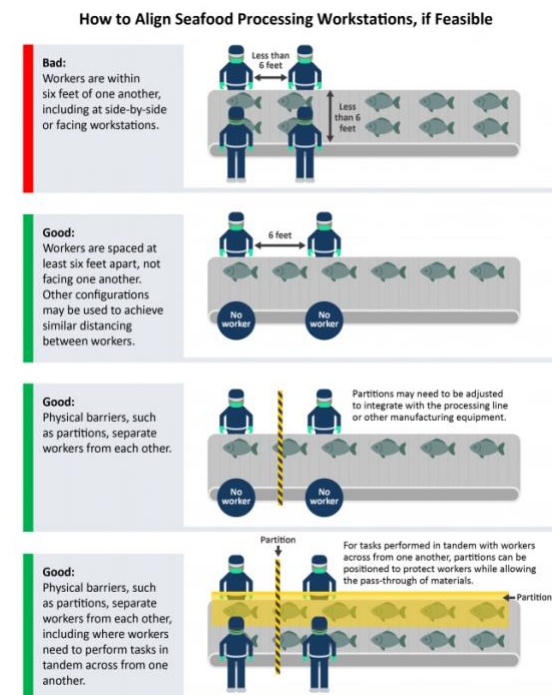 How to Align Seafood Processing Workstations, if Feasible
Bad:
Workers are within
six feet of one another,
including at side-by-side
or facing workstations.
Less than
6 feet
Less
than 6
feet
Good:
Workers are spaced at
least six feet apart, not
facing one another.
Other configurations
may be used to achieve
similar distancing
between workers.
6 feet
No
worker
No
worker
Good:
Physical barriers, such
as partitions, separate
workers from each other.
Partitions may need to be adjusted
to integrate with the processing line
or other manufacturing equipment.
No
worker
No
worker
Good:
Physical barriers, such
as partitions, separate
workers from each other,
including where workers
need to perform tasks in
tandem across from one
another.
Partition
For tasks performed in tandem with workers
across from one another, partitions can be
positioned to protect workers while allowing
the pass-through of materials.
Partition